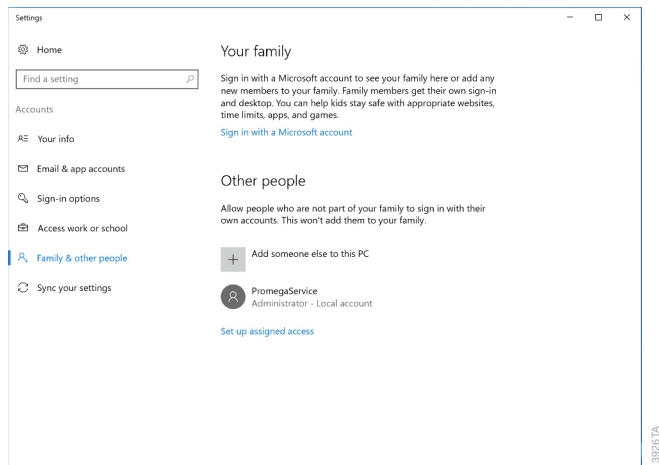 Settings
Home
Find a setting
Accounts
Your info
Email & app accounts
Sign-in options
Access work or school
Family & other people
Sync your settings
Your family
Sign in with a Microsoft account to see your family here or add any
new members to your family. Family members get their own sign-in
and desktop. You can help kids stay safe with appropriate websites,
time limits, apps, and games.
Sign in with a Microsoft account
Other people
Allow people who are not part of your family to sign in with their
own accounts. This won't add them to your family.
Add someone else to this PC
PromegaService
Administrator - Local account
Set up assigned access
3926TA